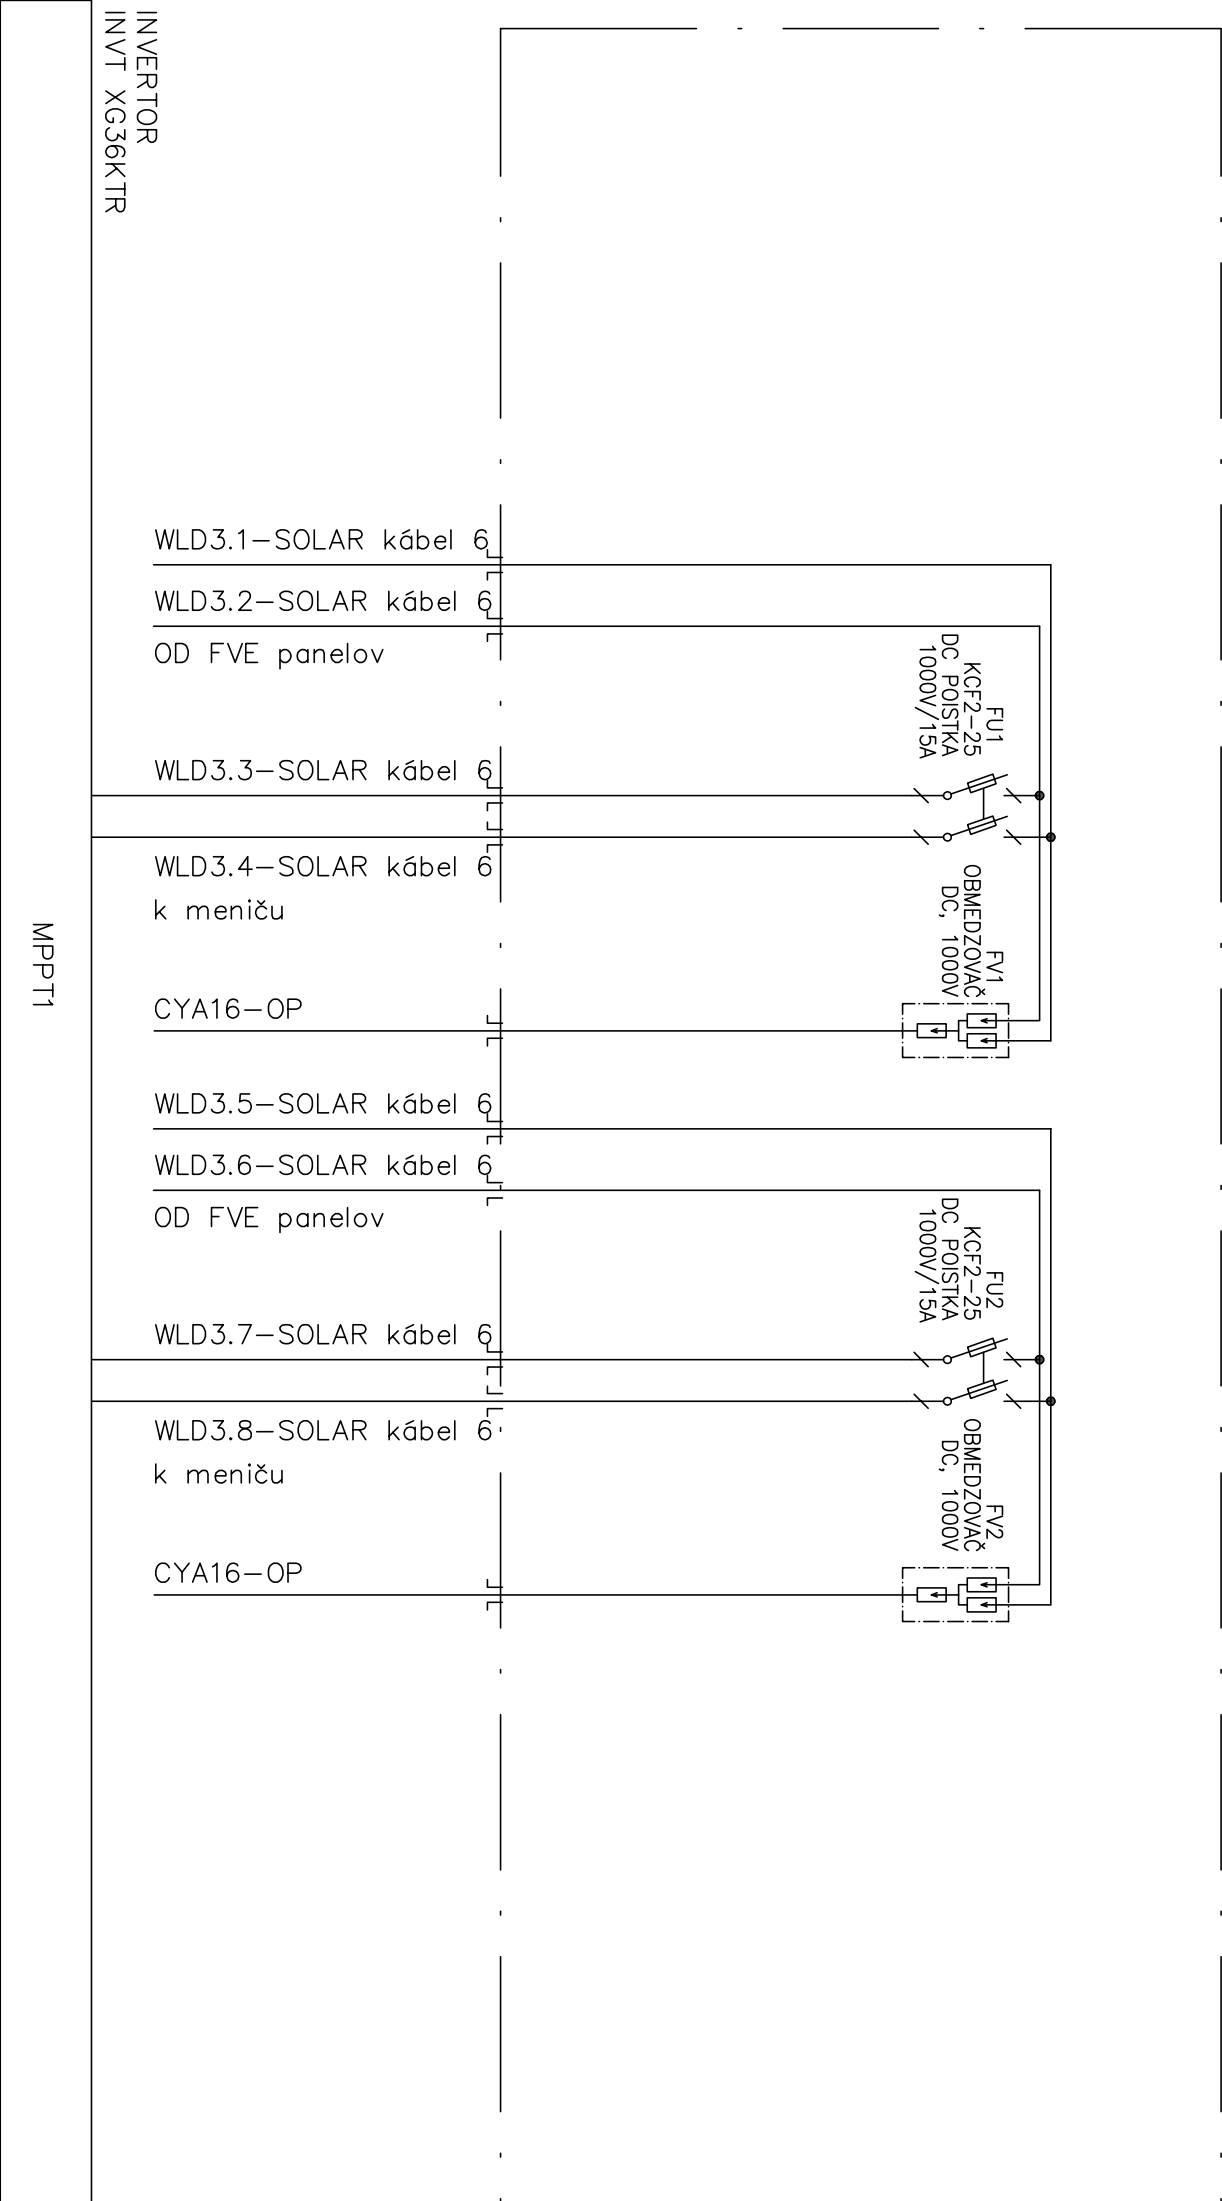 INVERTOR
INVT XG36KTR
MPPT1
WLD3.1-SOLAR kábel 6
WLD3.2-SOLAR kábel 6
OD FVE panelov
FU1
KCF2-25
DC POISTKA
1000V/15A
WLD3.3-SOLAR kábel 6
WLD3.4-SOLAR kábel 6
k meniču
FV1
OBMEDZOVAČ
DC, 1000V
CYA16-OP
WLD3.5-SOLAR kábel 6
WLD3.6-SOLAR kábel 6
OD FVE panelov
FU2
KCF2-25
DC POISTKA
1000V/15A
WLD3.7-SOLAR kábel 6
WLD3.8-SOLAR kábel 6
k meniču
FV2
OBMEDZOVAČ
DC, 1000V
CYA16-OP